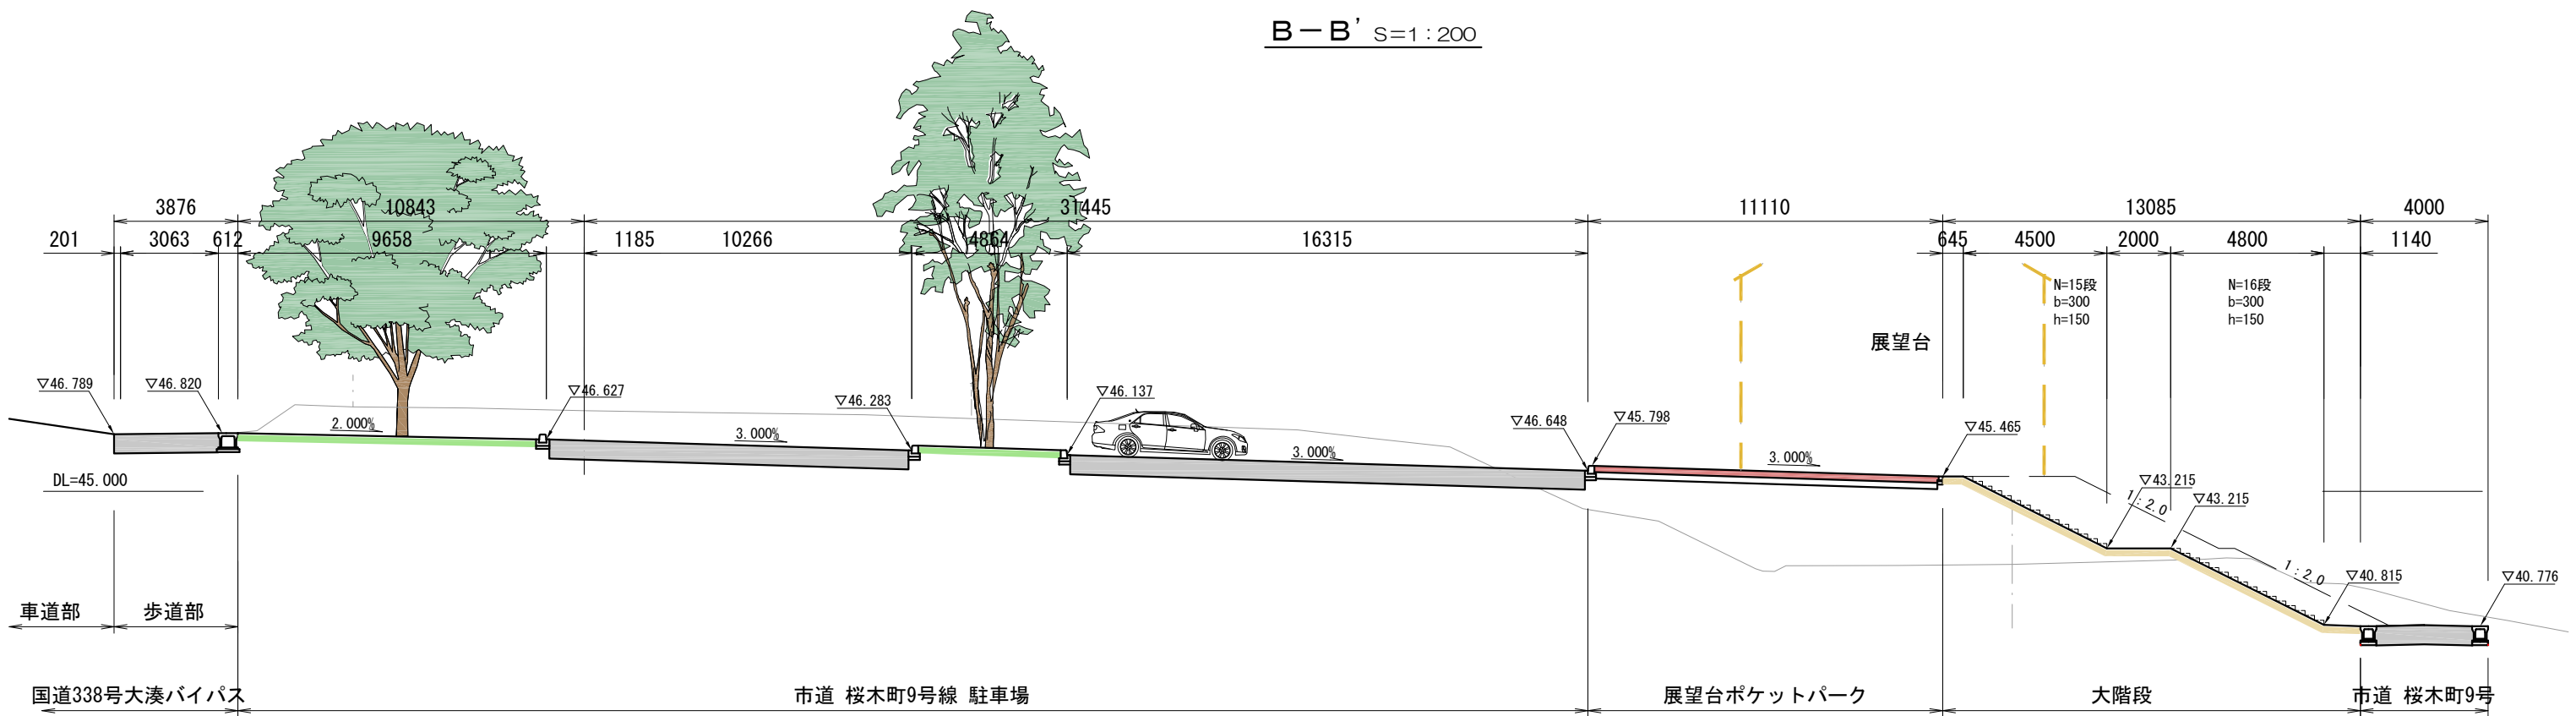 B-B' S=1:200
3876
10843
31445
11110
13085
4000
201
3063
612
9658
1185
10266
4864
16315
645
4500
2000
4800
1140
N=15段
b=300
h=150
N=16段
b=300
h=150
展望台
▽46.789
▽46.820
▽46.627
▽46.283
▽46.137
▽46.648
▽45.798
▽45.465
2.000%
3.000%
3.000%
3.000%
DL=45.000
▽43.215
▽43.215
1:2.0
1:2.0
▽40.815
▽40.776
車道部
歩道部
国道338号大湊バイパス
市道 桜木町9号線 駐車場
展望台ポケットパーク
大階段
市道 桜木町9号